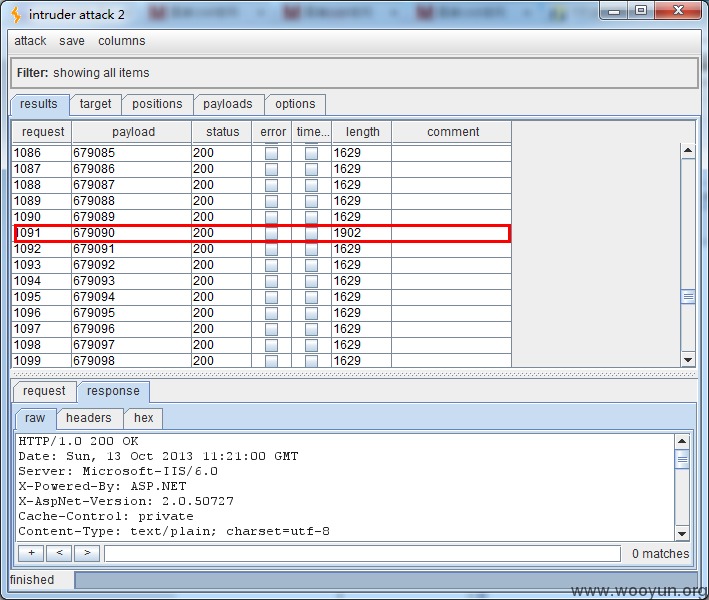 intruder attack 2
attack save columns
Filter: showing all items
results target positions payloads options
request payload status error time... length comment
1086 679085 200 1629
1087 679086 200 1629
1088 679087 200 1629
1089 679088 200 1629
1090 679089 200 1629
1091 679090 200 1902
1092 679091 200 1629
1093 679092 200 1629
1094 679093 200 1629
1095 679094 200 1629
1096 679095 200 1629
1097 679096 200 1629
1098 679097 200 1629
1099 679098 200 1629
request response
raw headers hex
HTTP/1.0 200 OK
Date: Sun, 13 Oct 2013 11:21:00 GMT
Server: Microsoft-IIS/6.0
X-Powered-By: ASP.NET
X-AspNet-Version: 2.0.50727
Cache-Control: private
Content-Type: text/plain; charset=utf-8
+ < > 0 matches
finished
www.wooyun.org